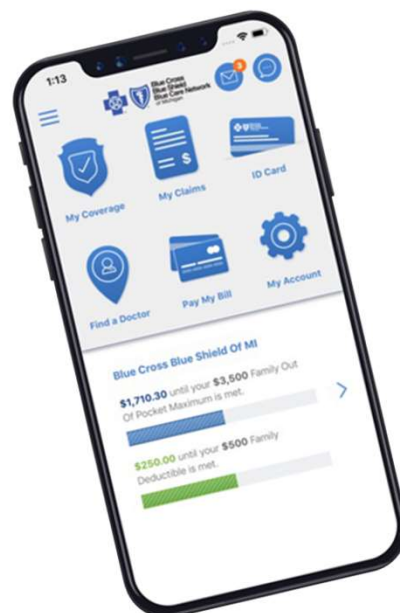 1:13
Blue Cross
Blue Shield
Blue Care Network
of Michigan
3
My Coverage
My Claims
ID Card
Find a Doctor
Pay My Bill
My Account
Blue Cross Blue Shield Of MI
$1,710.30 until your $3,500 Family Out
Of Pocket Maximum is met.
$250.00 until your $500 Family
Deductible is met.